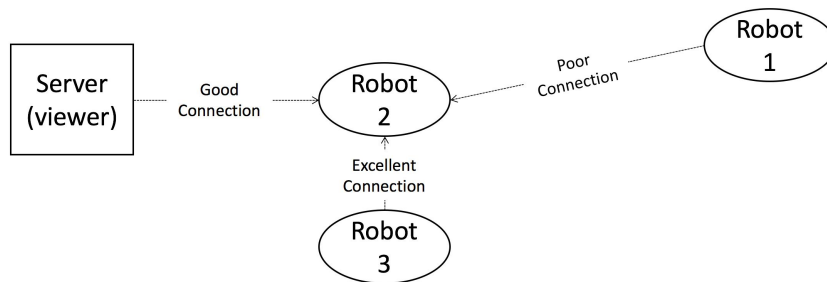 Server
(viewer)
Good
Connection
Robot
2
Poor
Connection
Robot
1
Excellent
Connection
Robot
3